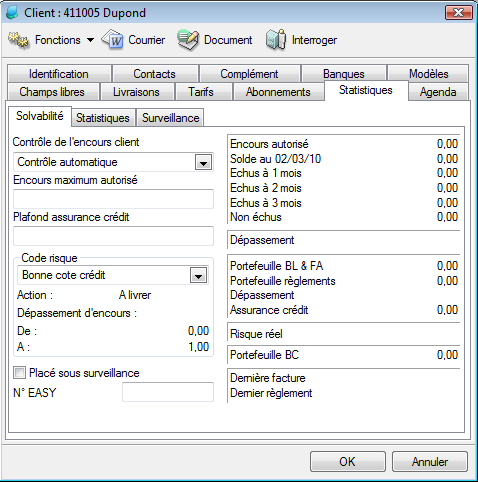 Client : 411005 Dupond
Fonctions Courrier Document Interroger
Identification Contacts Complément Banques Modèles
Champs libres Livraisons Tarifs Abonnements Statistiques Agenda
Solvabilité Statistiques Surveillance
Contrôle de l'encours client
Contrôle automatique
Encours maximum autorisé
Plafond assurance crédit
Code risque
Bonne cote crédit
Action : A livrer
Dépassement d'encours :
De : 0,00
A : 1,00
Placé sous surveillance
N° EASY
Encours autorisé 0,00
Solde au 02/03/10 0,00
Echus à 1 mois 0,00
Echus à 2 mois 0,00
Echus à 3 mois 0,00
Non échus 0,00
Dépassement
Portefeuille BL & FA 0,00
Portefeuille règlements 0,00
Dépassement
Assurance crédit 0,00
Risque réel
Portefeuille BC 0,00
Dernière facture
Dernier règlement
OK Annuler